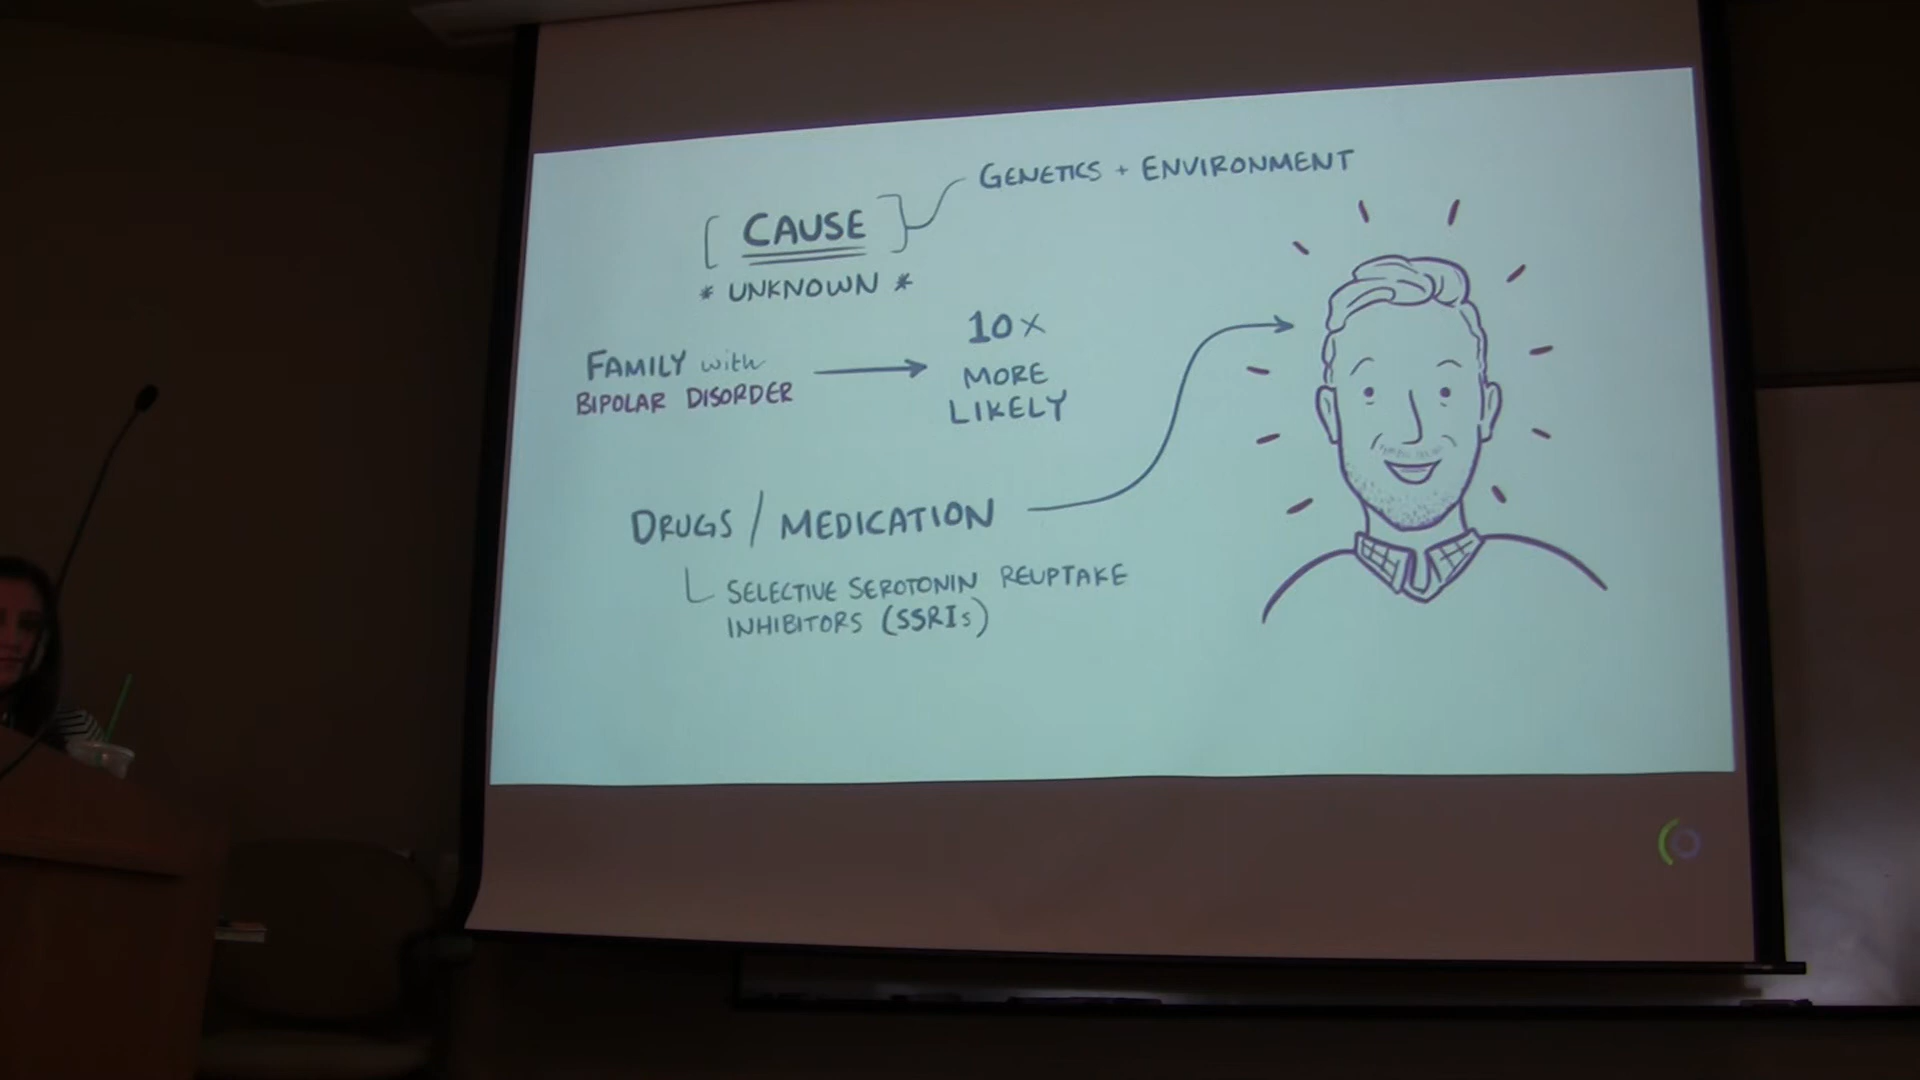 GENETICS + ENVIRONMENT
[ CAUSE ]
* UNKNOWN *
10x
MORE
LIKELY
FAMILY with
BIPOLAR DISORDER
DRUGS / MEDICATION
SELECTIVE SEROTONIN REUPTAKE
INHIBITORS (SSRIs)